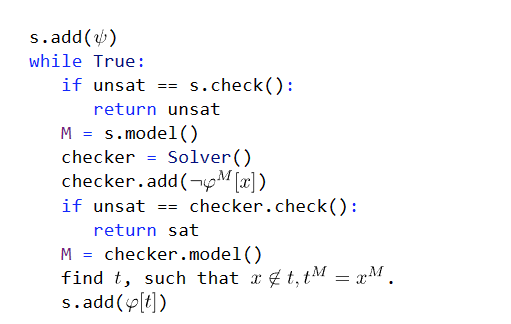 s.add(ψ)
while True:
if unsat == s.check():
return unsat
M = s.model()
checker = Solver()
checker.add(¬φ^M[x])
if unsat == checker.check():
return sat
M = checker.model()
find t, such that x ∉ t, t^M = x^M.
s.add(φ[t])